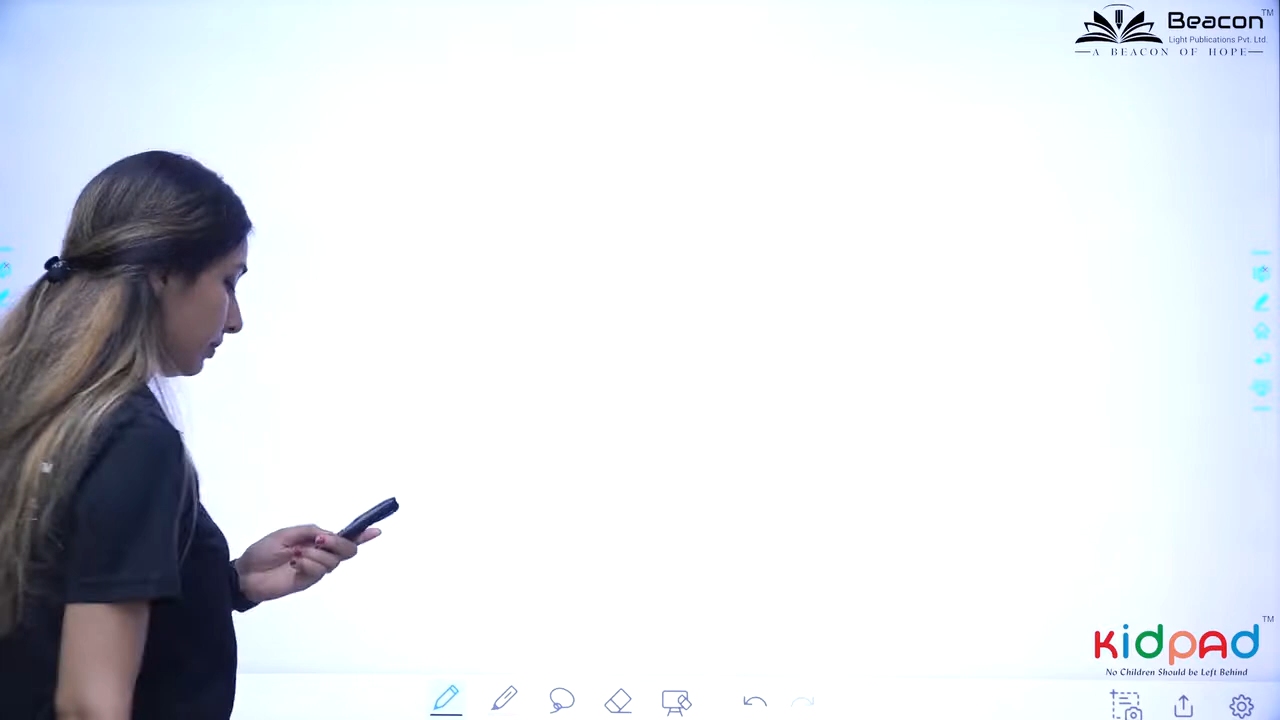 Beacon TM
Light Publications Pvt. Ltd.
A BEACON OF HOPE
kidpad TM
No Children Should be Left Behind